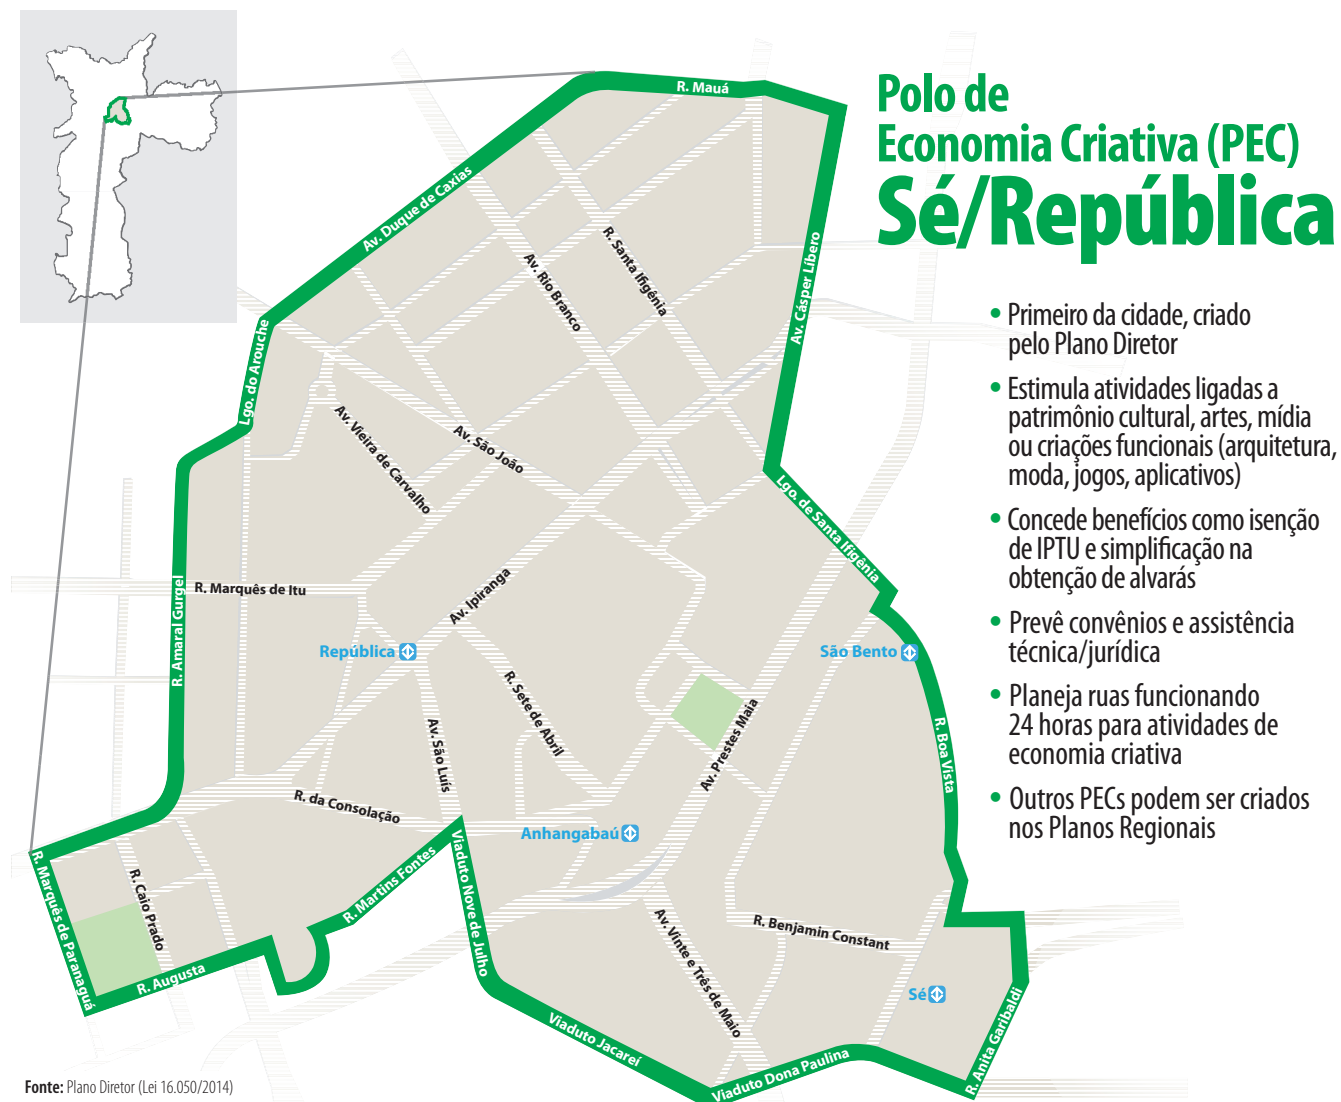 Polo de
Economia Criativa (PEC)
Sé/República
• Primeiro da cidade, criado
pelo Plano Diretor
• Estimula atividades ligadas a
patrimônio cultural, artes, mídia
ou criações funcionais (arquitetura,
moda, jogos, aplicativos)
• Concede benefícios como isenção
de IPTU e simplificação na
obtenção de alvarás
• Prevê convênios e assistência
técnica/jurídica
• Planeja ruas funcionando
24 horas para atividades de
economia criativa
• Outros PECs podem ser criados
nos Planos Regionais
R. Mauá
Av. Duque de Caxias
R. Santa Ifigênia
Av. Rio Branco
Av. Cásper Líbero
Lgo. do Arouche
Av. Vieira de Carvalho
Av. São João
Lgo. de Santa Ifigênia
R. Marquês de Itu
Av. Ipiranga
R. Amaral Gurgel
República
São Bento
R. Sete de Abril
Av. São Luís
Av. Prestes Maia
R. Boa Vista
R. da Consolação
Anhangabaú
R. Marquês de Paranaguá
R. Caio Prado
R. Martins Fontes
Viaduto Nove de Julho
R. Augusta
Av. Vinte e Três de Maio
R. Benjamin Constant
Sé
Viaduto Jacareí
Viaduto Dona Paulina
R. Anita Garibaldi
Fonte: Plano Diretor (Lei 16.050/2014)